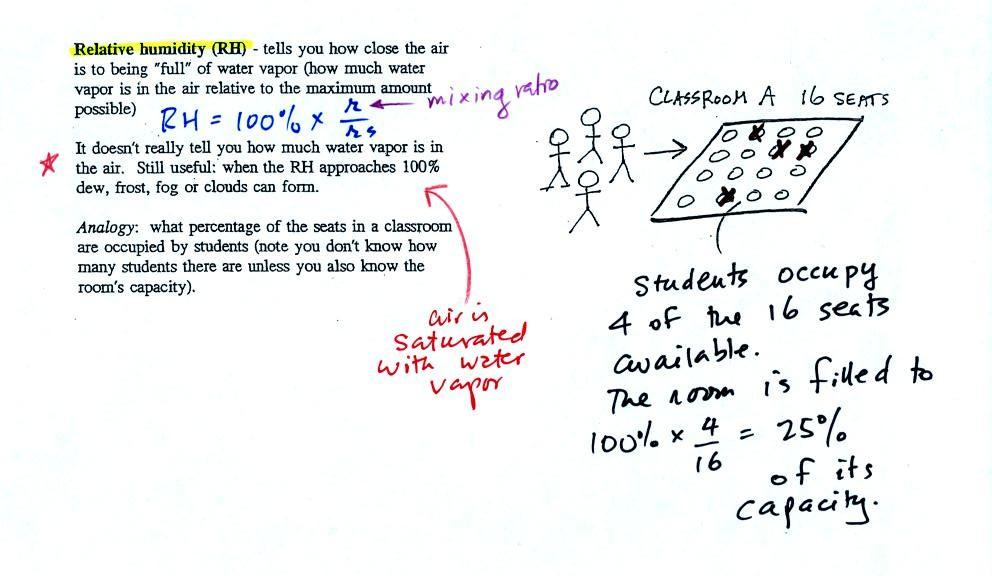 Relative humidity (RH) - tells you how close the air
is to being "full" of water vapor (how much water
vapor is in the air relative to the maximum amount
possible)
RH = 100% × r/rs
mixing ratio
It doesn't really tell you how much water vapor is in
the air. Still useful: when the RH approaches 100%
dew, frost, fog or clouds can form.
Analogy: what percentage of the seats in a classroom
are occupied by students (note you don't know how
many students there are unless you also know the
room's capacity).
air is
saturated
with water
vapor
CLASSROOM A 16 SEATS
Students occupy
4 of the 16 seats
available.
The room is filled to
100% × 4/16 = 25%
of its
capacity.